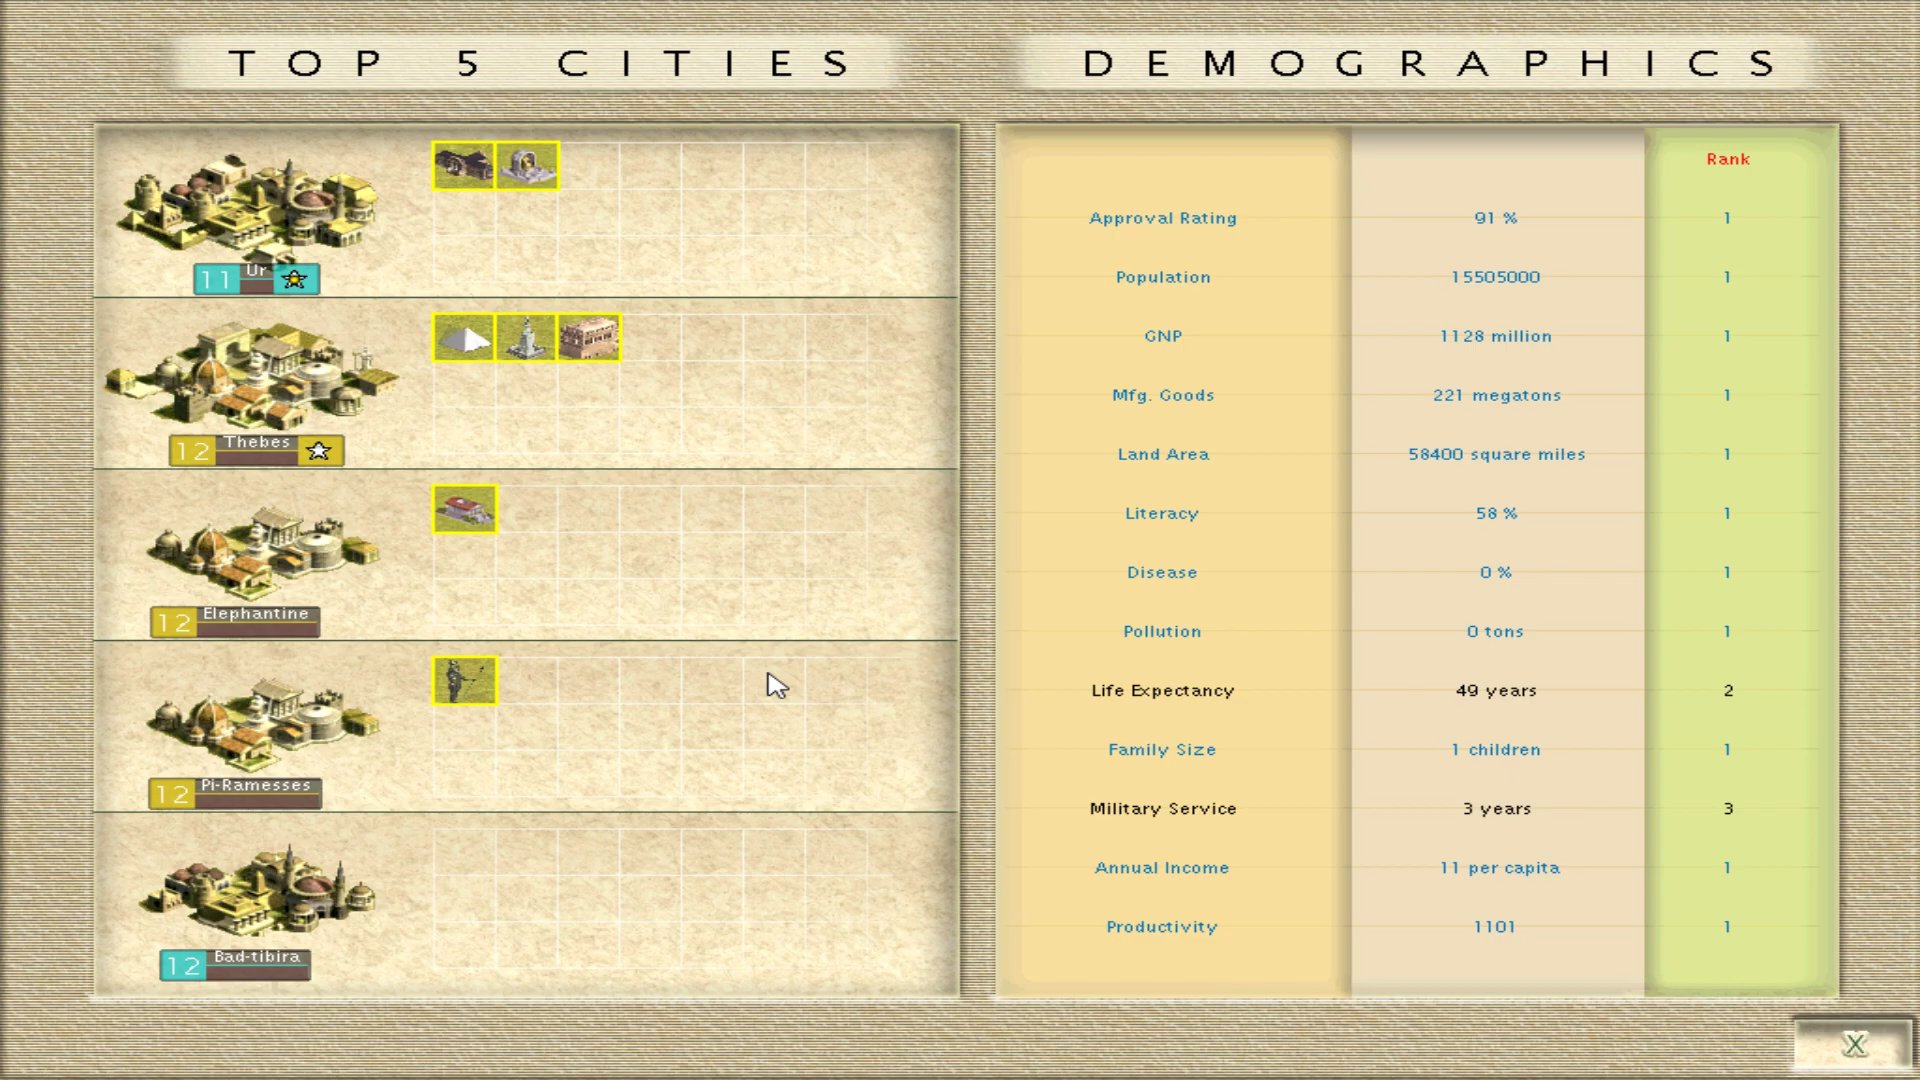 TOP 5 CITIES
DEMOGRAPHICS
11 Ur
12 Thebes
12 Elephantine
12 Pi-Ramesses
12 Bad-tibira
Rank
Approval Rating 91 % 1
Population 15505000 1
GNP 1128 million 1
Mfg. Goods 221 megatons 1
Land Area 58400 square miles 1
Literacy 58 % 1
Disease 0 % 1
Pollution 0 tons 1
Life Expectancy 49 years 2
Family Size 1 children 1
Military Service 3 years 3
Annual Income 11 per capita 1
Productivity 1101 1
X